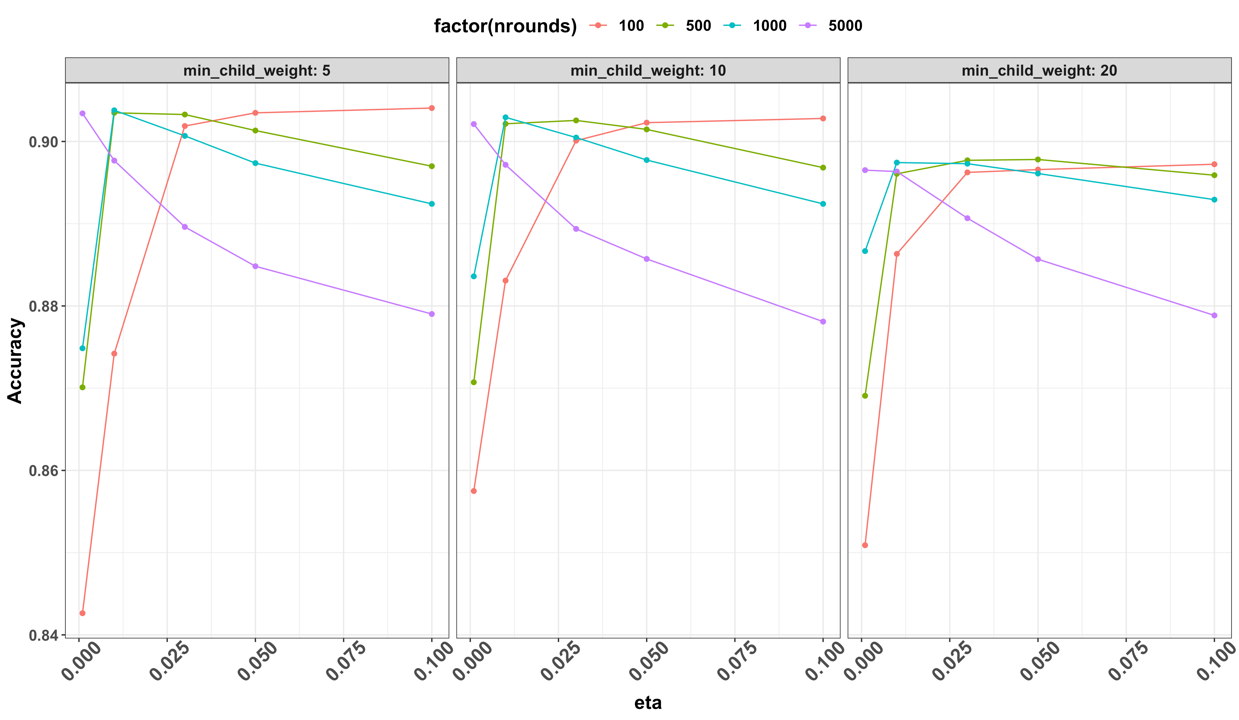 factor(nrounds) 100 500 1000 5000
min_child_weight: 5 min_child_weight: 10 min_child_weight: 20
0.90
0.88
0.86
0.84
Accuracy
0.000 0.025 0.050 0.075 0.100 0.000 0.025 0.050 0.075 0.100 0.000 0.025 0.050 0.075 0.100
eta